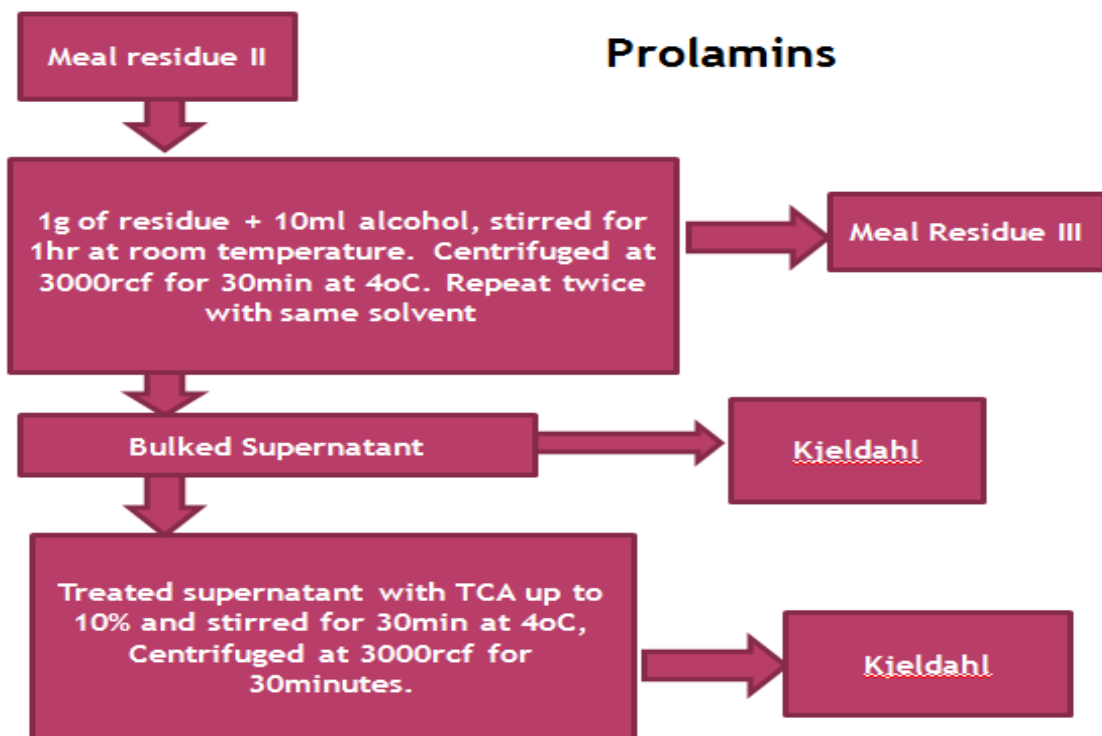 Prolamins
Meal residue II
1g of residue + 10ml alcohol, stirred for
1hr at room temperature. Centrifuged at
3000rcf for 30min at 4oC. Repeat twice
with same solvent
Meal Residue III
Bulked Supernatant
Kjeldahl
Treated supernatant with TCA up to
10% and stirred for 30min at 4oC,
Centrifuged at 3000rcf for
30minutes.
Kjeldahl